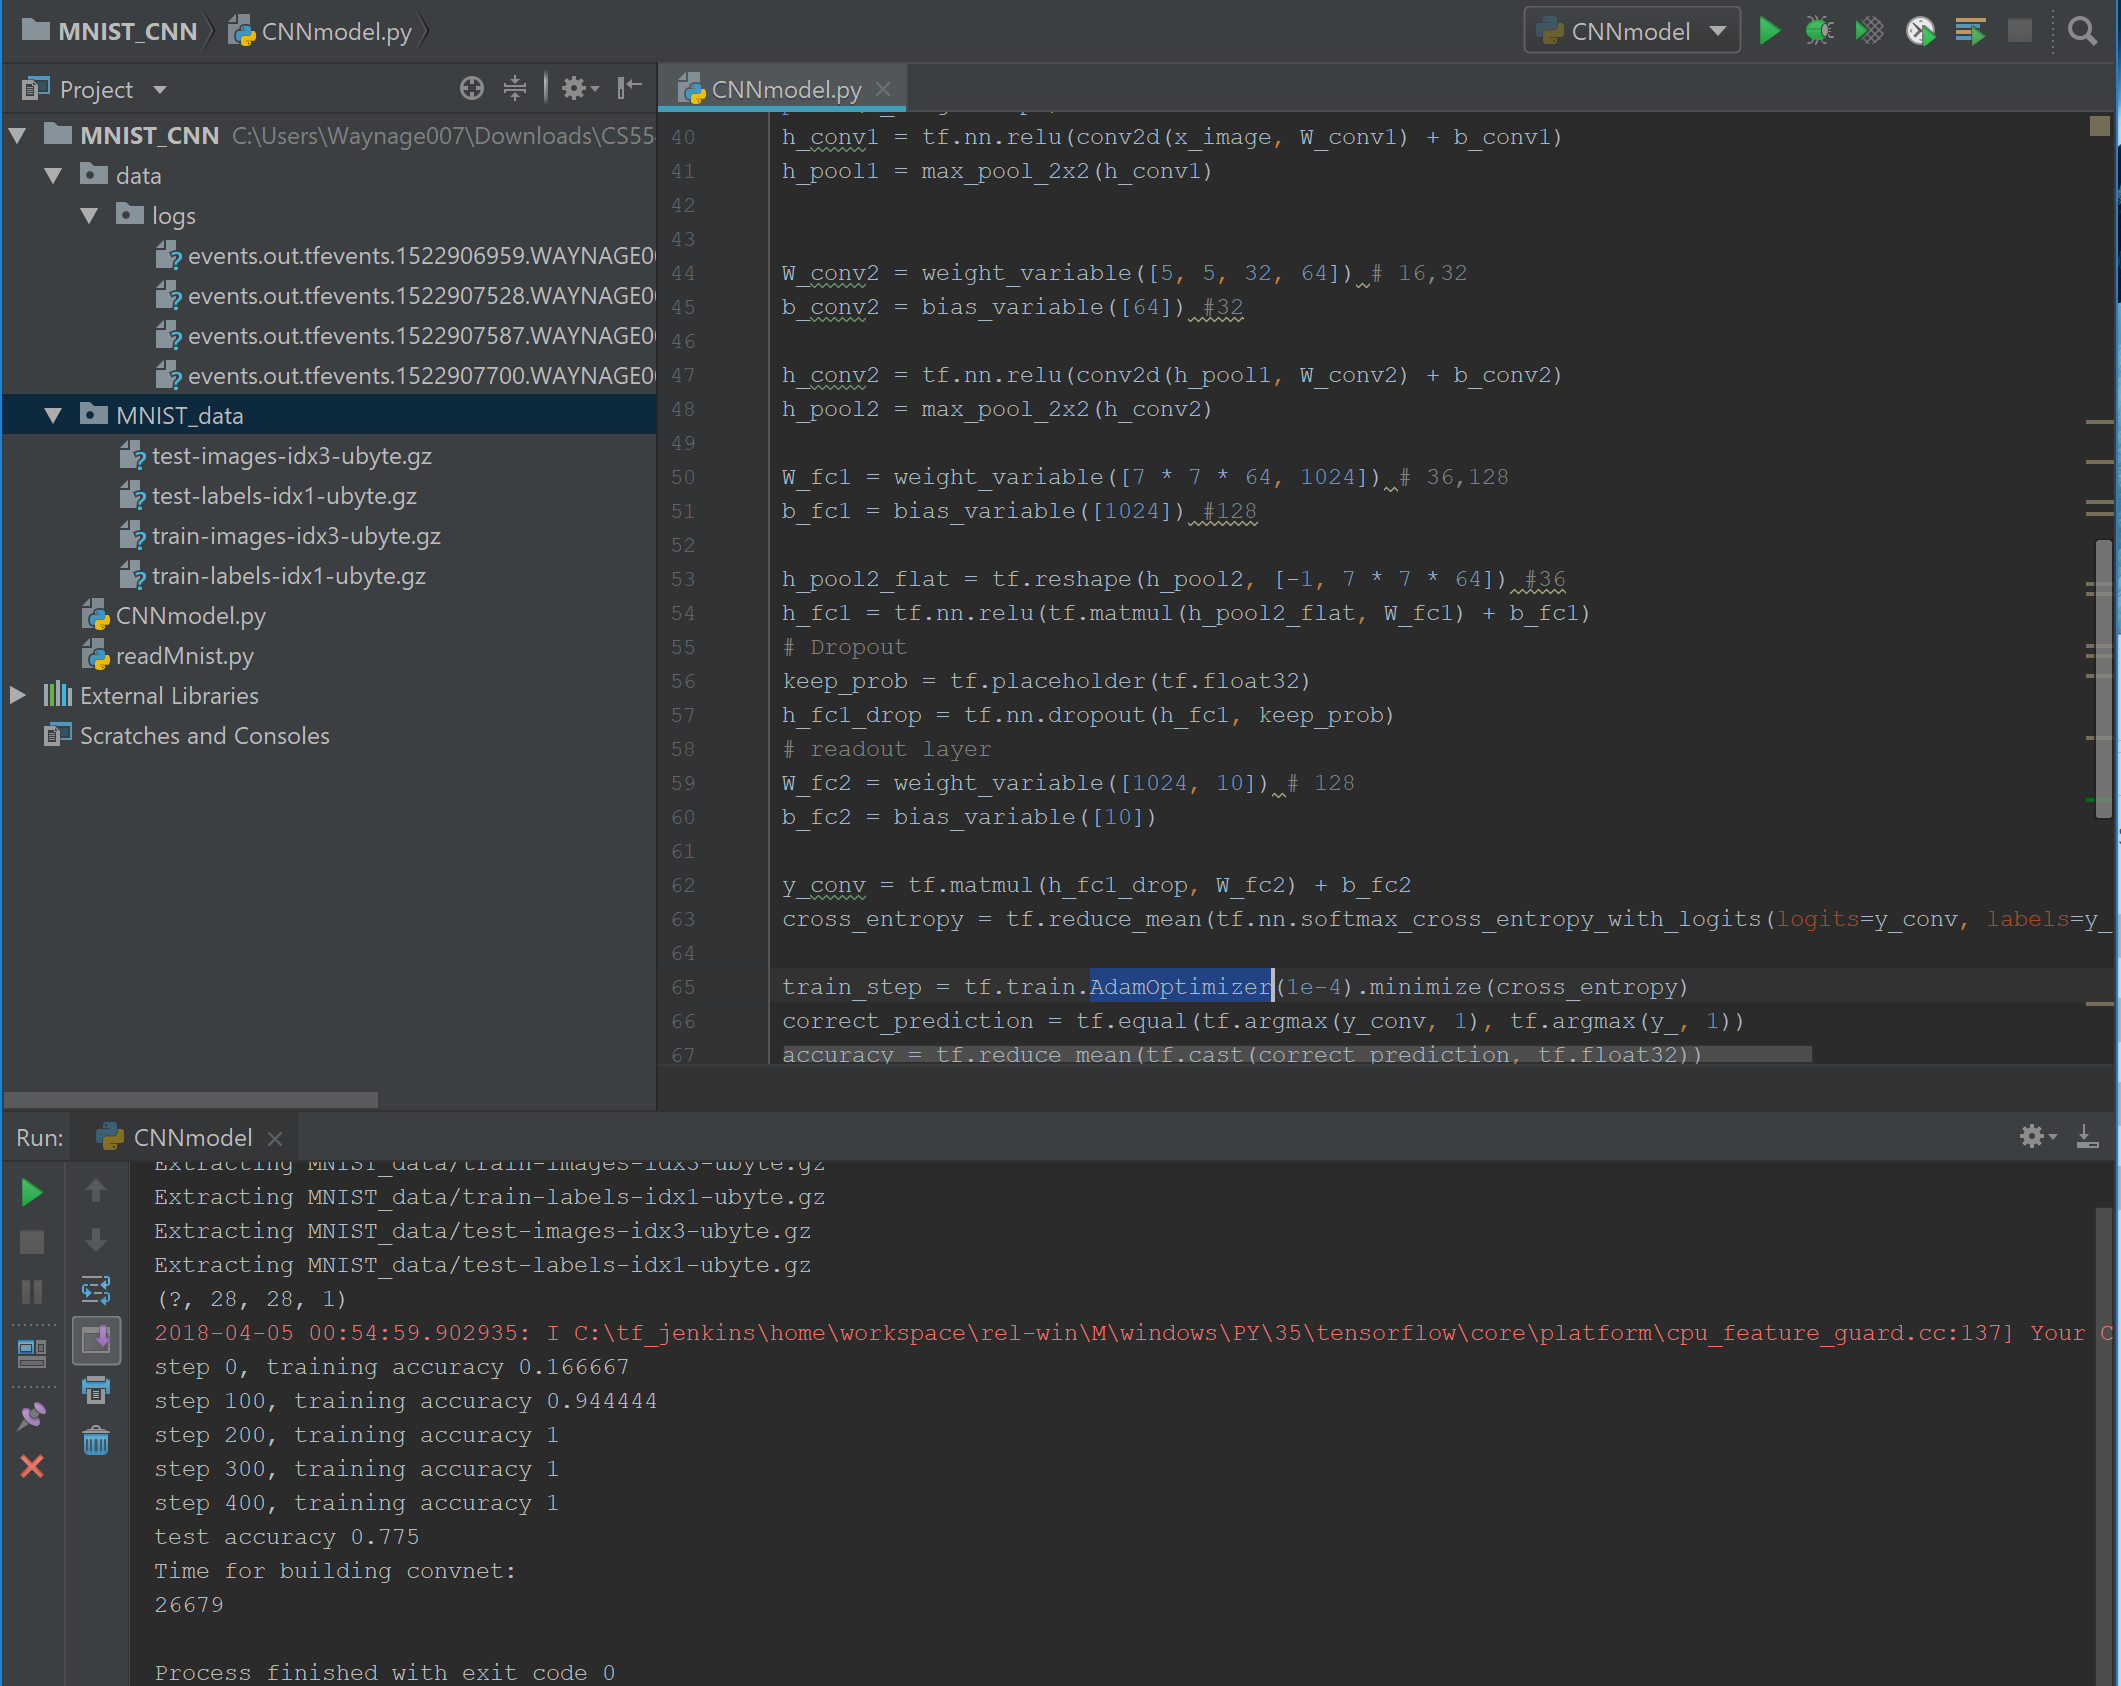 MNIST_CNN CNNmodel.py
CNNmodel
Project
CNNmodel.py
MNIST_CNN C:\Users\Waynage007\Downloads\CS55
data
logs
events.out.tfevents.1522906959.WAYNAGE0
events.out.tfevents.1522907528.WAYNAGE0
events.out.tfevents.1522907587.WAYNAGE0
events.out.tfevents.1522907700.WAYNAGE0
MNIST_data
test-images-idx3-ubyte.gz
test-labels-idx1-ubyte.gz
train-images-idx3-ubyte.gz
train-labels-idx1-ubyte.gz
CNNmodel.py
readMnist.py
External Libraries
Scratches and Consoles
40 h_conv1 = tf.nn.relu(conv2d(x_image, W_conv1) + b_conv1)
41 h_pool1 = max_pool_2x2(h_conv1)
42
43
44 W_conv2 = weight_variable([5, 5, 32, 64]) # 16,32
45 b_conv2 = bias_variable([64]) #32
46
47 h_conv2 = tf.nn.relu(conv2d(h_pool1, W_conv2) + b_conv2)
48 h_pool2 = max_pool_2x2(h_conv2)
49
50 W_fc1 = weight_variable([7 * 7 * 64, 1024]) # 36,128
51 b_fc1 = bias_variable([1024]) #128
52
53 h_pool2_flat = tf.reshape(h_pool2, [-1, 7 * 7 * 64]) #36
54 h_fc1 = tf.nn.relu(tf.matmul(h_pool2_flat, W_fc1) + b_fc1)
55 # Dropout
56 keep_prob = tf.placeholder(tf.float32)
57 h_fc1_drop = tf.nn.dropout(h_fc1, keep_prob)
58 # readout layer
59 W_fc2 = weight_variable([1024, 10]) # 128
60 b_fc2 = bias_variable([10])
61
62 y_conv = tf.matmul(h_fc1_drop, W_fc2) + b_fc2
63 cross_entropy = tf.reduce_mean(tf.nn.softmax_cross_entropy_with_logits(logits=y_conv, labels=y_
64
65 train_step = tf.train.AdamOptimizer(1e-4).minimize(cross_entropy)
66 correct_prediction = tf.equal(tf.argmax(y_conv, 1), tf.argmax(y_, 1))
67 accuracy = tf.reduce_mean(tf.cast(correct_prediction, tf.float32))
Run: CNNmodel
Extracting MNIST_data/train-images-idx3-ubyte.gz
Extracting MNIST_data/train-labels-idx1-ubyte.gz
Extracting MNIST_data/test-images-idx3-ubyte.gz
Extracting MNIST_data/test-labels-idx1-ubyte.gz
(?, 28, 28, 1)
2018-04-05 00:54:59.902935: I C:\tf_jenkins\home\workspace\rel-win\M\windows\PY\35\tensorflow\core\platform\cpu_feature_guard.cc:137] Your C
step 0, training accuracy 0.166667
step 100, training accuracy 0.944444
step 200, training accuracy 1
step 300, training accuracy 1
step 400, training accuracy 1
test accuracy 0.775
Time for building convnet:
26679
Process finished with exit code 0